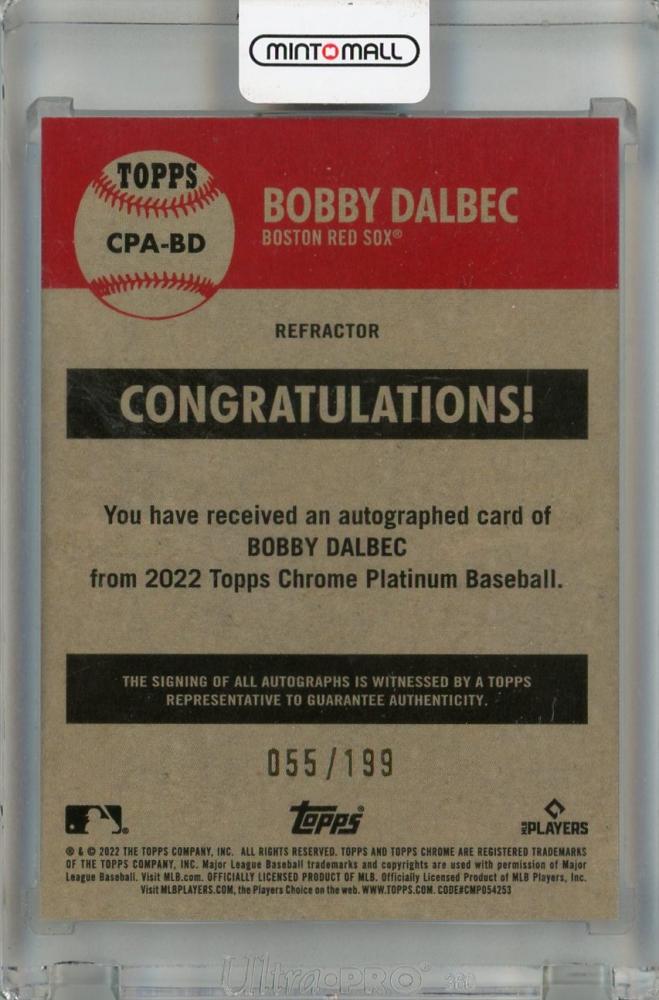 MINTOMALL
TOPPS
CPA-BD
BOBBY DALBEC
BOSTON RED SOX®
REFRACTOR
CONGRATULATIONS!
You have received an autographed card of
BOBBY DALBEC
from 2022 Topps Chrome Platinum Baseball.
THE SIGNING OF ALL AUTOGRAPHS IS WITNESSED BY A TOPPS
REPRESENTATIVE TO GUARANTEE AUTHENTICITY.
055/199
topps®
MLB PLAYERS
® & © 2022 THE TOPPS COMPANY, INC. ALL RIGHTS RESERVED. TOPPS AND TOPPS CHROME ARE REGISTERED TRADEMARKS
OF THE TOPPS COMPANY, INC. Major League Baseball trademarks and copyrights are used with permission of Major
League Baseball. Visit MLB.com. OFFICIALLY LICENSED PRODUCT OF MLB. Officially Licensed Product of MLB Players, Inc.
Visit MLBPLAYERS.COM, the Players Choice on the web. WWW.TOPPS.COM. CODE#CMP054253
Ultra·PRO® 360